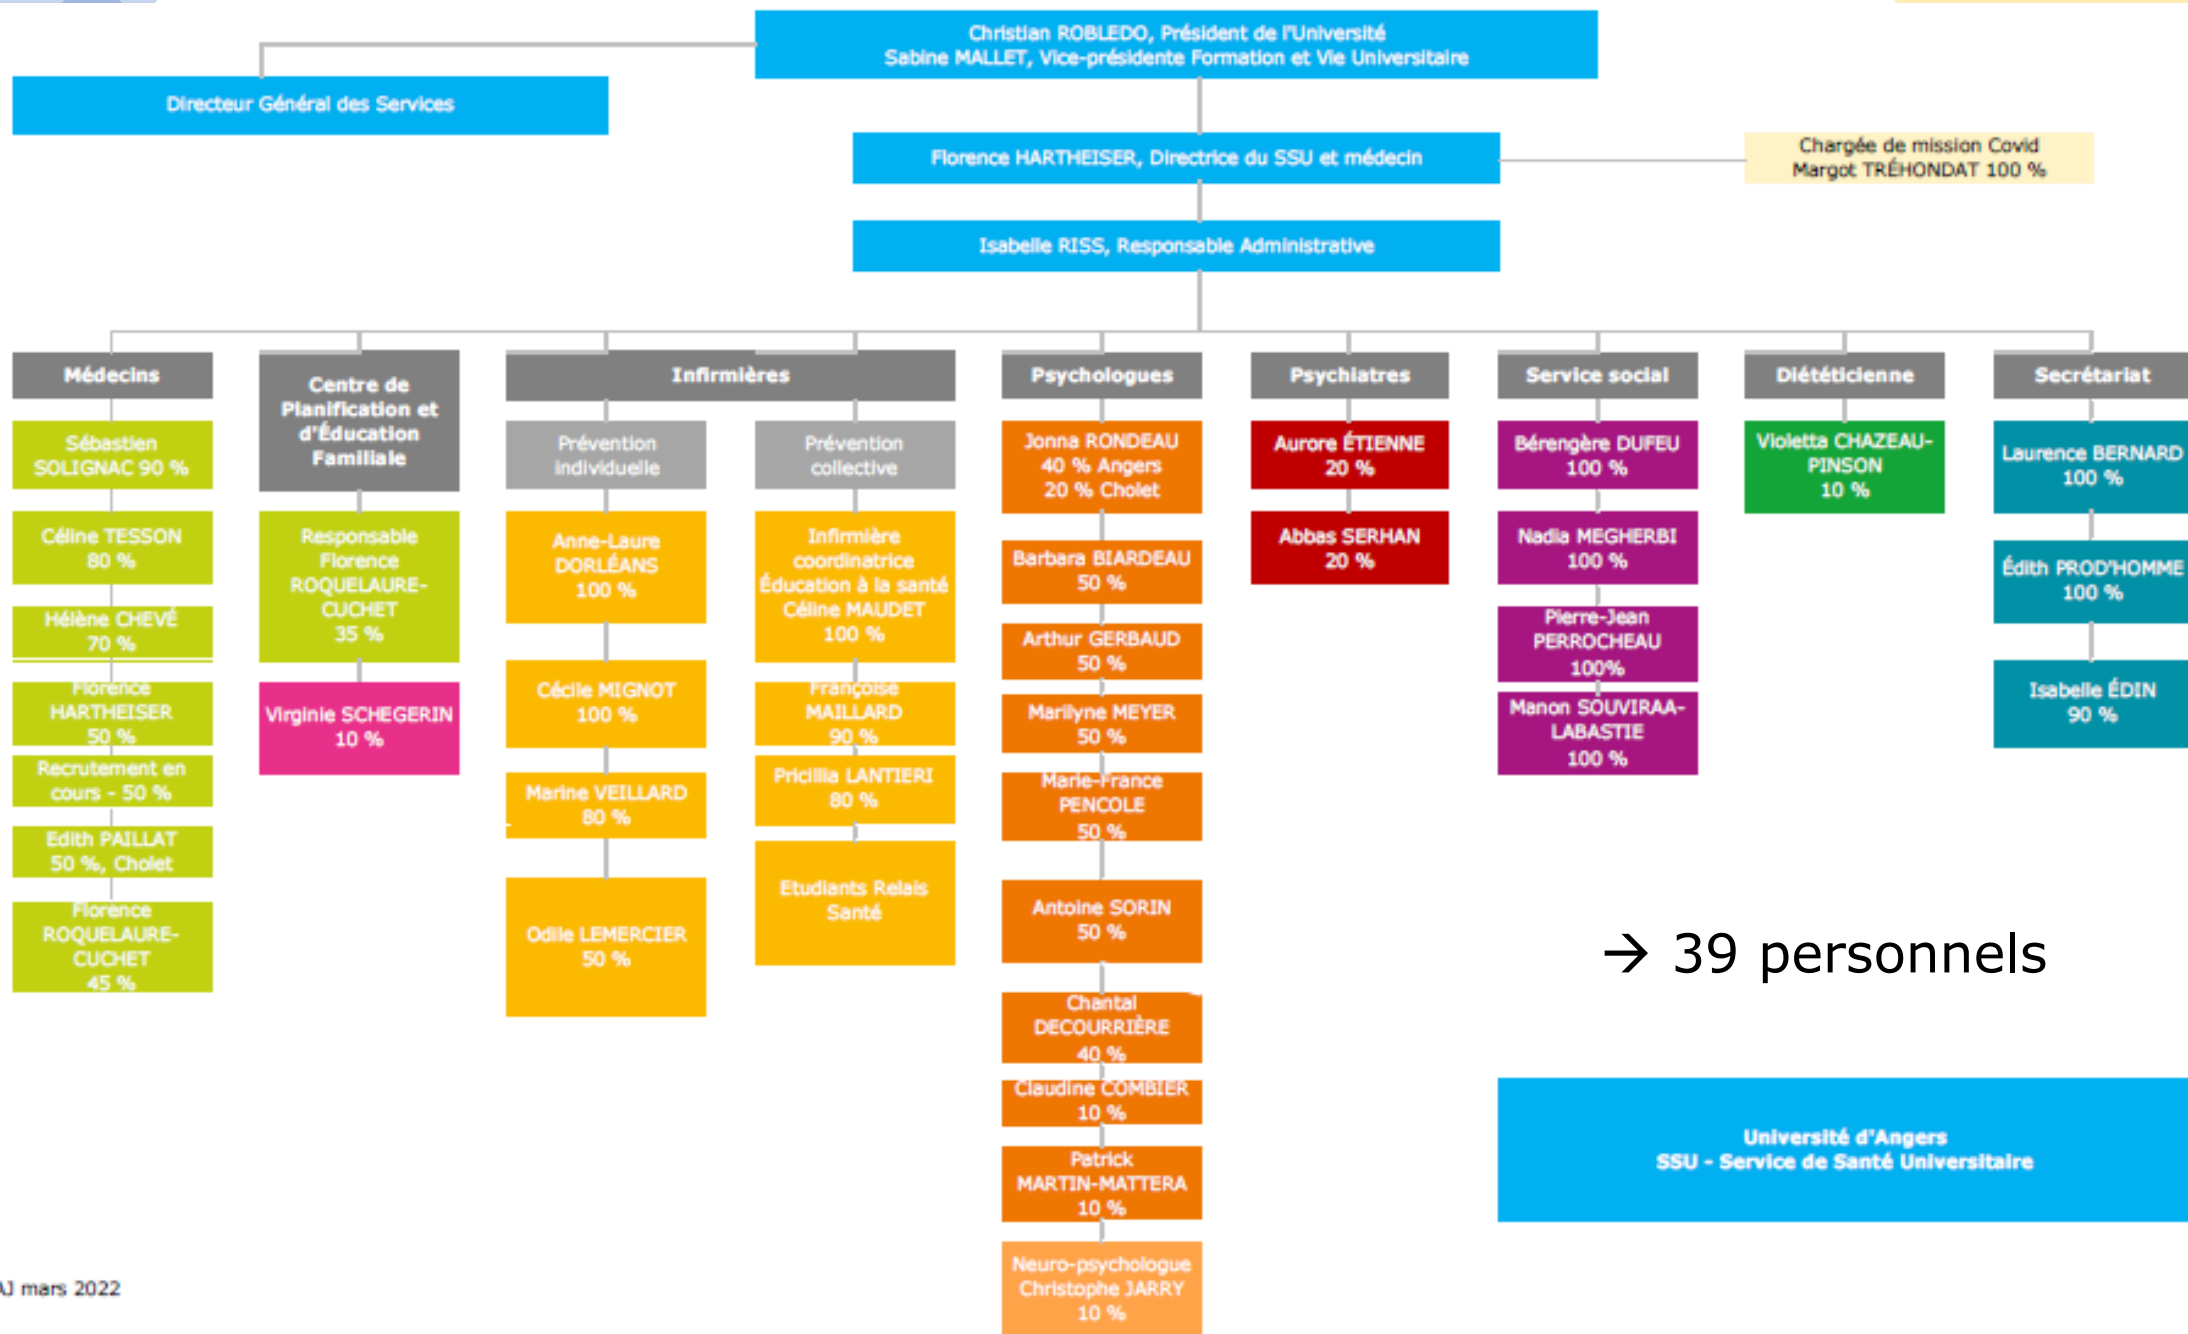 Christian ROBLEDO, Président de l'Université
Sabine MALLET, Vice-présidente Formation et Vie Universitaire
Directeur Général des Services
Florence HARTHEISER, Directrice du SSU et médecin
Chargée de mission Covid
Margot TRÉHONDAT 100 %
Isabelle RISS, Responsable Administrative
Médecins
Sébastien
SOLIGNAC 90 %
Céline TESSON
80 %
Hélène CHEVÉ
70 %
Florence
HARTHEISER
50 %
Recrutement en
cours - 50 %
Edith PAILLAT
50 %, Cholet
Florence
ROQUELAURE-
CUCHET
45 %
Centre de
Planification et
d'Éducation
Familiale
Responsable
Florence
ROQUELAURE-
CUCHET
35 %
Virginie SCHEGERIN
10 %
Infirmières
Prévention
individuelle
Anne-Laure
DORLÉANS
100 %
Cécile MIGNOT
100 %
Marine VEILLARD
80 %
Odile LEMERCIER
50 %
Prévention
collective
Infirmière
coordinatrice
Éducation à la santé
Céline MAUDET
100 %
Françoise
MAILLARD
90 %
Pricillia LANTIERI
80 %
Etudiants Relais
Santé
Psychologues
Jonna RONDEAU
40 % Angers
20 % Cholet
Barbara BIARDEAU
50 %
Arthur GERBAUD
50 %
Marilyne MEYER
50 %
Marie-France
PENCOLE
50 %
Antoine SORIN
50 %
Chantal
DECOURRIÈRE
40 %
Claudine COMBIER
10 %
Patrick
MARTIN-MATTERA
10 %
Neuro-psychologue
Christophe JARRY
10 %
Psychiatres
Aurore ÉTIENNE
20 %
Abbas SERHAN
20 %
Service social
Bérengère DUFEU
100 %
Nadia MEGHERBI
100 %
Pierre-Jean
PERROCHEAU
100%
Manon SOUVIRAA-
LABASTIE
100 %
Diététicienne
Violetta CHAZEAU-
PINSON
10 %
Secrétariat
Laurence BERNARD
100 %
Édith PROD'HOMME
100 %
Isabelle ÉDIN
90 %
→ 39 personnels
Université d'Angers
SSU - Service de Santé Universitaire
AJ mars 2022